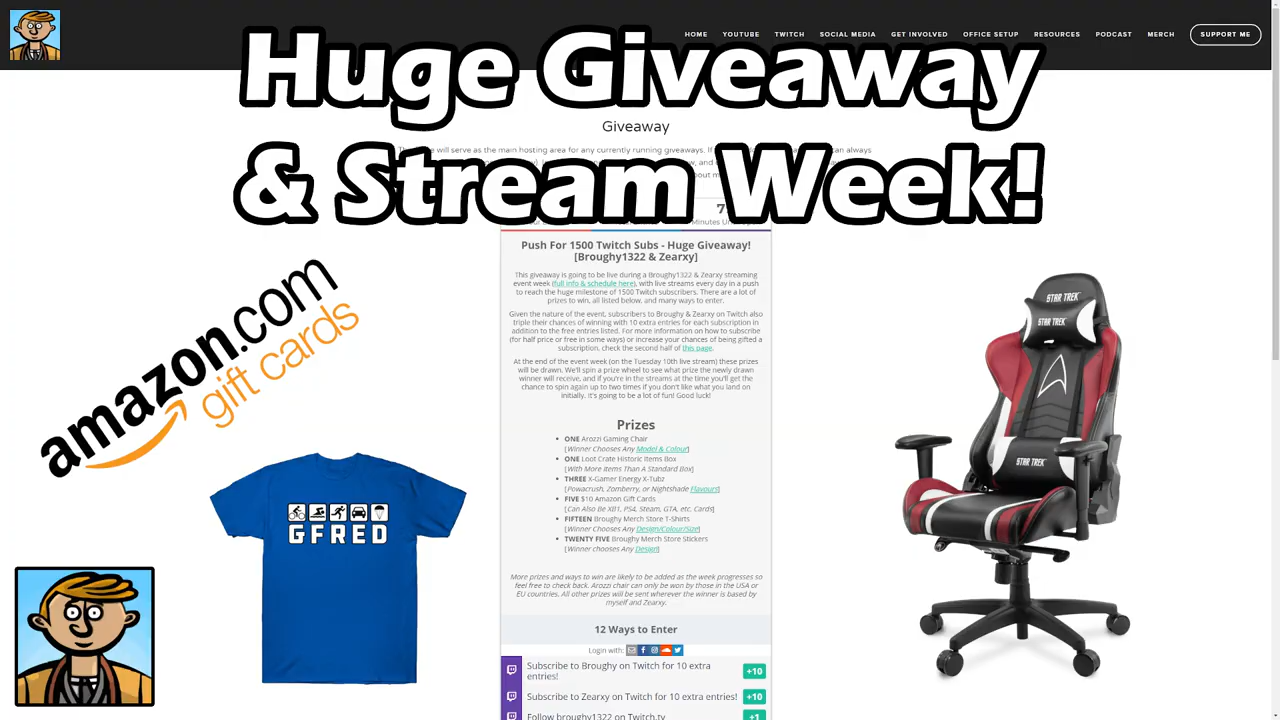 HOME YOUTUBE TWITCH SOCIAL MEDIA GET INVOLVED OFFICE SETUP RESOURCES PODCAST MERCH SUPPORT ME
Huge Giveaway
& Stream Week!
Giveaway
will serve as the main hosting area for any currently running giveaways. If
always
Push For 1500 Twitch Subs - Huge Giveaway!
[Broughy1322 & Zearxy]
This giveaway is going to be live during a Broughy1322 & Zearxy streaming
event week (full info & schedule here), with live streams every day in a push
to reach the huge milestone of 1500 Twitch subscribers. There are a lot of
prizes to win, all listed below, and many ways to enter.
Given the nature of the event, subscribers to Broughy & Zearxy on Twitch also
triple their chances of winning with 10 extra entries for each subscription in
addition to the free entries listed. For more information on how to subscribe
(for half price or free in some ways) or increase your chances of being gifted a
subscription, check the second half of this page.
At the end of the event week (on the Tuesday 10th live stream) these prizes
will be drawn. We'll spin a prize wheel to see what prize the newly drawn
winner will receive, and if you're in the streams at the time you'll get the
chance to spin again up to two times if you don't like what you land on
initially. It's going to be a lot of fun! Good luck!
Prizes
• ONE Arozzi Gaming Chair
[Winner Chooses Any Model & Colour]
• ONE Loot Crate Historic Items Box
[With More Items Than A Standard Box]
• THREE X-Gamer Energy X-Tubz
[Powacrush, Zomberry, or Nightshade Flavours]
• FIVE $10 Amazon Gift Cards
[Can Also Be XB1, PS4, Steam, GTA, etc. Cards]
• FIFTEEN Broughy Merch Store T-Shirts
[Winner Chooses Any Design/Colour/Size]
• TWENTY FIVE Broughy Merch Store Stickers
[Winner chooses Any Design]
More prizes and ways to win are likely to be added as the week progresses so
feel free to check back. Arozzi chair can only be won by those in the USA or
EU countries. All other prizes will be sent wherever the winner is based by
myself and Zearxy.
12 Ways to Enter
Login with:
Subscribe to Broughy on Twitch for 10 extra
entries! +10
Subscribe to Zearxy on Twitch for 10 extra entries! +10
Follow broughy1322 on Twitch.tv +1
amazon.com
gift cards
GFRED
STAR TREK
STAR TREK
STAR TREK